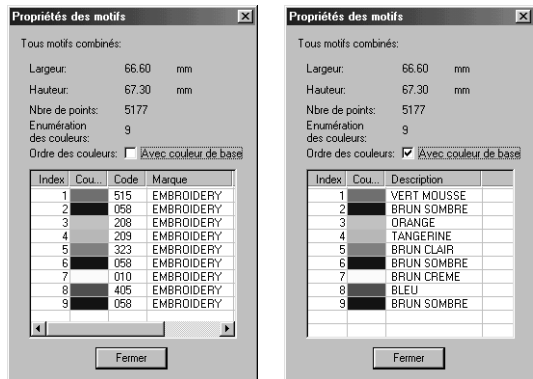 Propriétés des motifs
Tous motifs combinés:
Largeur: 66.60 mm
Hauteur: 67.30 mm
Nbre de points: 5177
Enumération
des couleurs: 9
Ordre des couleurs: Avec couleur de base
Index Cou... Code Marque
1 515 EMBROIDERY
2 058 EMBROIDERY
3 208 EMBROIDERY
4 209 EMBROIDERY
5 323 EMBROIDERY
6 058 EMBROIDERY
7 010 EMBROIDERY
8 405 EMBROIDERY
9 058 EMBROIDERY
Fermer
Propriétés des motifs
Tous motifs combinés:
Largeur: 66.60 mm
Hauteur: 67.30 mm
Nbre de points: 5177
Enumération
des couleurs: 9
Ordre des couleurs: Avec couleur de base
Index Cou... Description
1 VERT MOUSSE
2 BRUN SOMBRE
3 ORANGE
4 TANGERINE
5 BRUN CLAIR
6 BRUN SOMBRE
7 BRUN CREME
8 BLEU
9 BRUN SOMBRE
Fermer